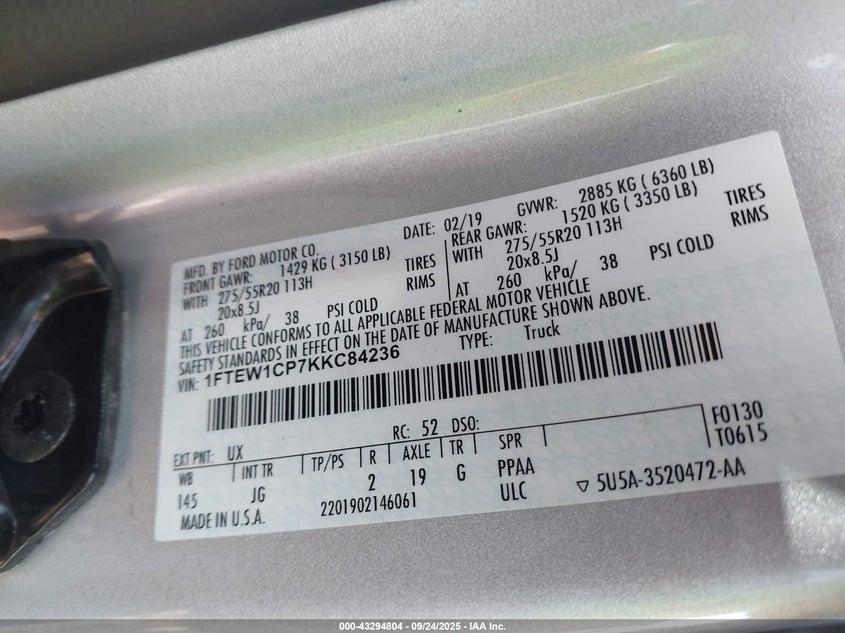 MFD. BY FORD MOTOR CO.
DATE: 02/19
GVWR: 2885 KG ( 6360 LB)
FRONT GAWR: 1429 KG ( 3150 LB)
WITH 275/55R20 113H TIRES
20x8.5J RIMS
AT 260 kPa/ 38 PSI COLD
REAR GAWR: 1520 KG ( 3350 LB)
WITH 275/55R20 113H TIRES
20x8.5J RIMS
AT 260 kPa/ 38 PSI COLD
THIS VEHICLE CONFORMS TO ALL APPLICABLE FEDERAL MOTOR VEHICLE
SAFETY STANDARDS IN EFFECT ON THE DATE OF MANUFACTURE SHOWN ABOVE.
VIN: 1FTEW1CP7KKC84236
TYPE: Truck
F0130
T0615
EXT PNT: UX RC: 52 DSO:
WB INT TR TP/PS R AXLE TR SPR
145 JG 2 19 G PPAA
MADE IN U.S.A. 2201902146061 ULC ▽ 5U5A-3520472-AA
000-43294804 - 09/24/2025 - IAA Inc.